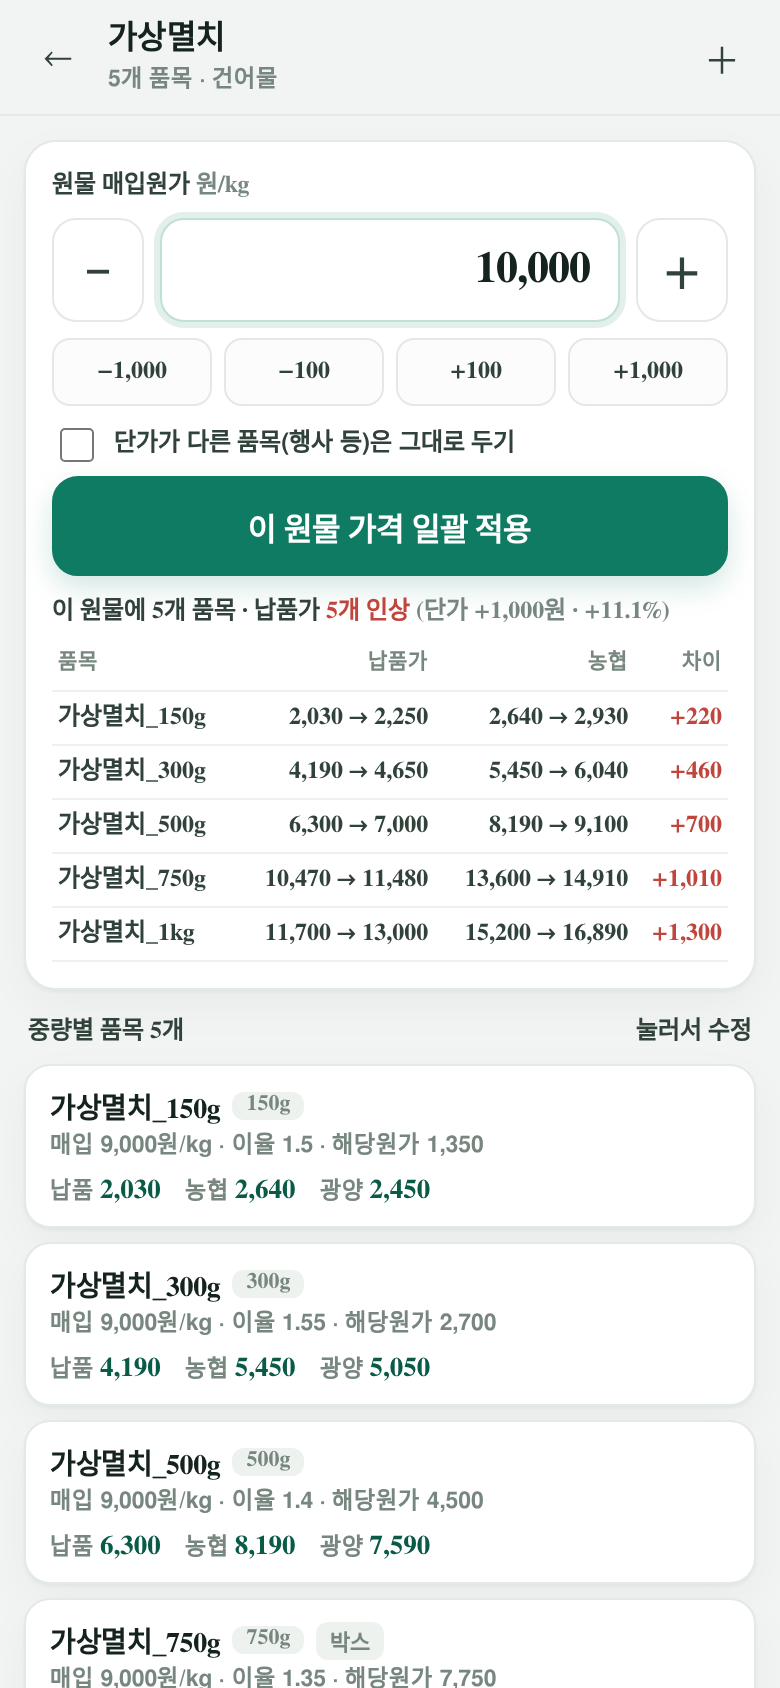 ←
가상멸치
5개 품목 · 건어물
+
원물 매입원가 원/kg
− 10,000 +
−1,000 −100 +100 +1,000
단가가 다른 품목(행사 등)은 그대로 두기
이 원물 가격 일괄 적용
이 원물에 5개 품목 · 납품가 5개 인상 (단가 +1,000원 · +11.1%)
품목 납품가 농협 차이
가상멸치_150g 2,030 → 2,250 2,640 → 2,930 +220
가상멸치_300g 4,190 → 4,650 5,450 → 6,040 +460
가상멸치_500g 6,300 → 7,000 8,190 → 9,100 +700
가상멸치_750g 10,470 → 11,480 13,600 → 14,910 +1,010
가상멸치_1kg 11,700 → 13,000 15,200 → 16,890 +1,300
중량별 품목 5개 눌러서 수정
가상멸치_150g 150g
매입 9,000원/kg · 이율 1.5 · 해당원가 1,350
납품 2,030 농협 2,640 광양 2,450
가상멸치_300g 300g
매입 9,000원/kg · 이율 1.55 · 해당원가 2,700
납품 4,190 농협 5,450 광양 5,050
가상멸치_500g 500g
매입 9,000원/kg · 이율 1.4 · 해당원가 4,500
납품 6,300 농협 8,190 광양 7,590
가상멸치_750g 750g 박스
매입 9,000원/kg · 이율 1.35 · 해당원가 7,750